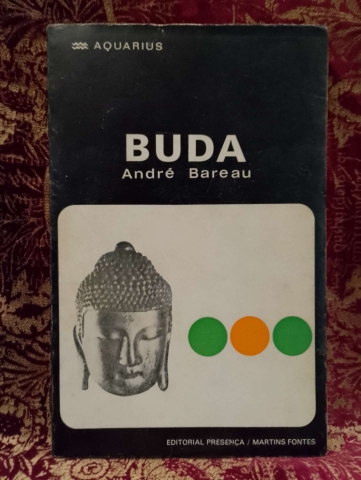 AQUARIUS
BUDA
André Bareau
EDITORIAL PRESENÇA / MARTINS FONTES